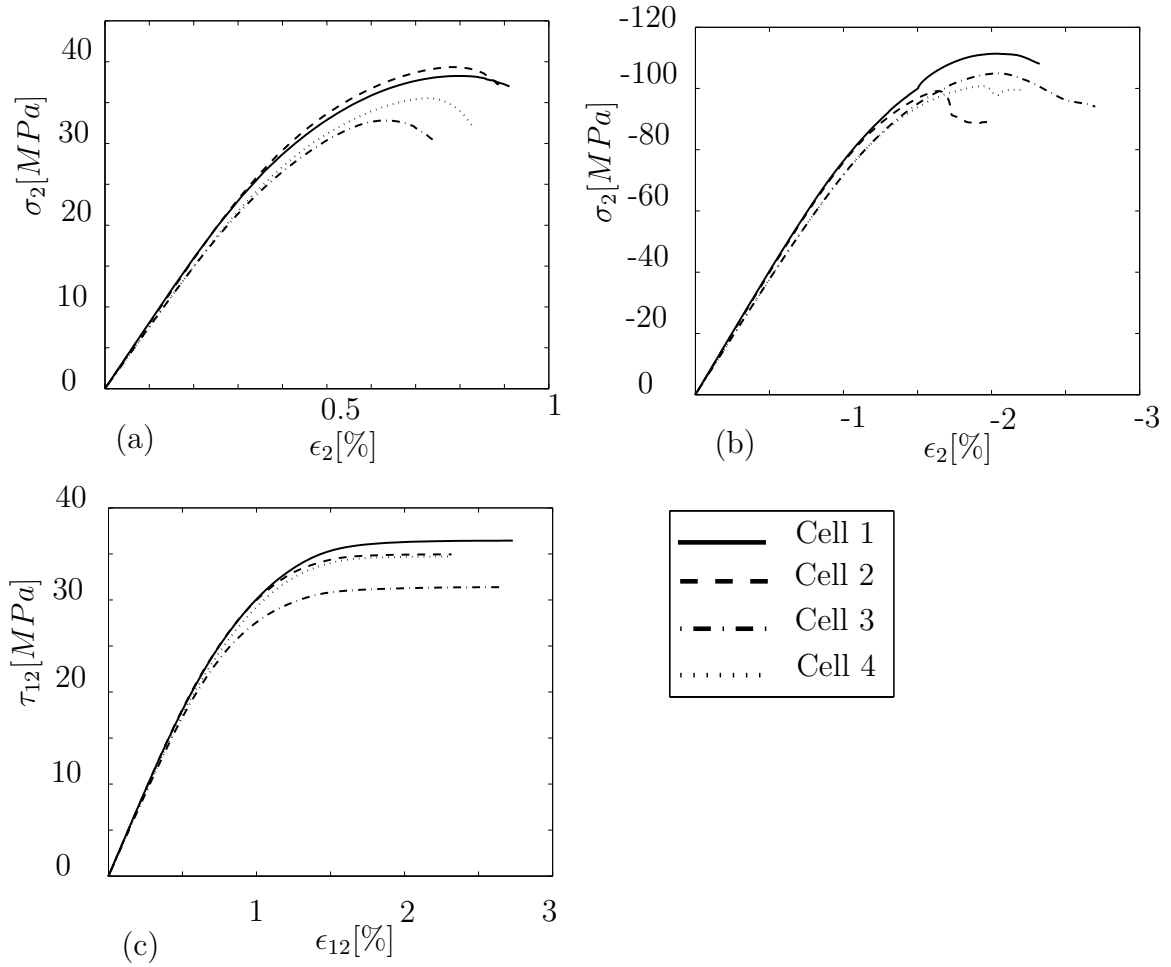 40
30
20
10
0
σ₂[MPa]
0.5
1
ϵ₂[%]
(a)
-120
-100
-80
-60
-40
-20
0
σ₂[MPa]
-1
-2
-3
ϵ₂[%]
(b)
40
30
20
10
0
τ₁₂[MPa]
1
2
3
ϵ₁₂[%]
(c)
Cell 1
Cell 2
Cell 3
Cell 4